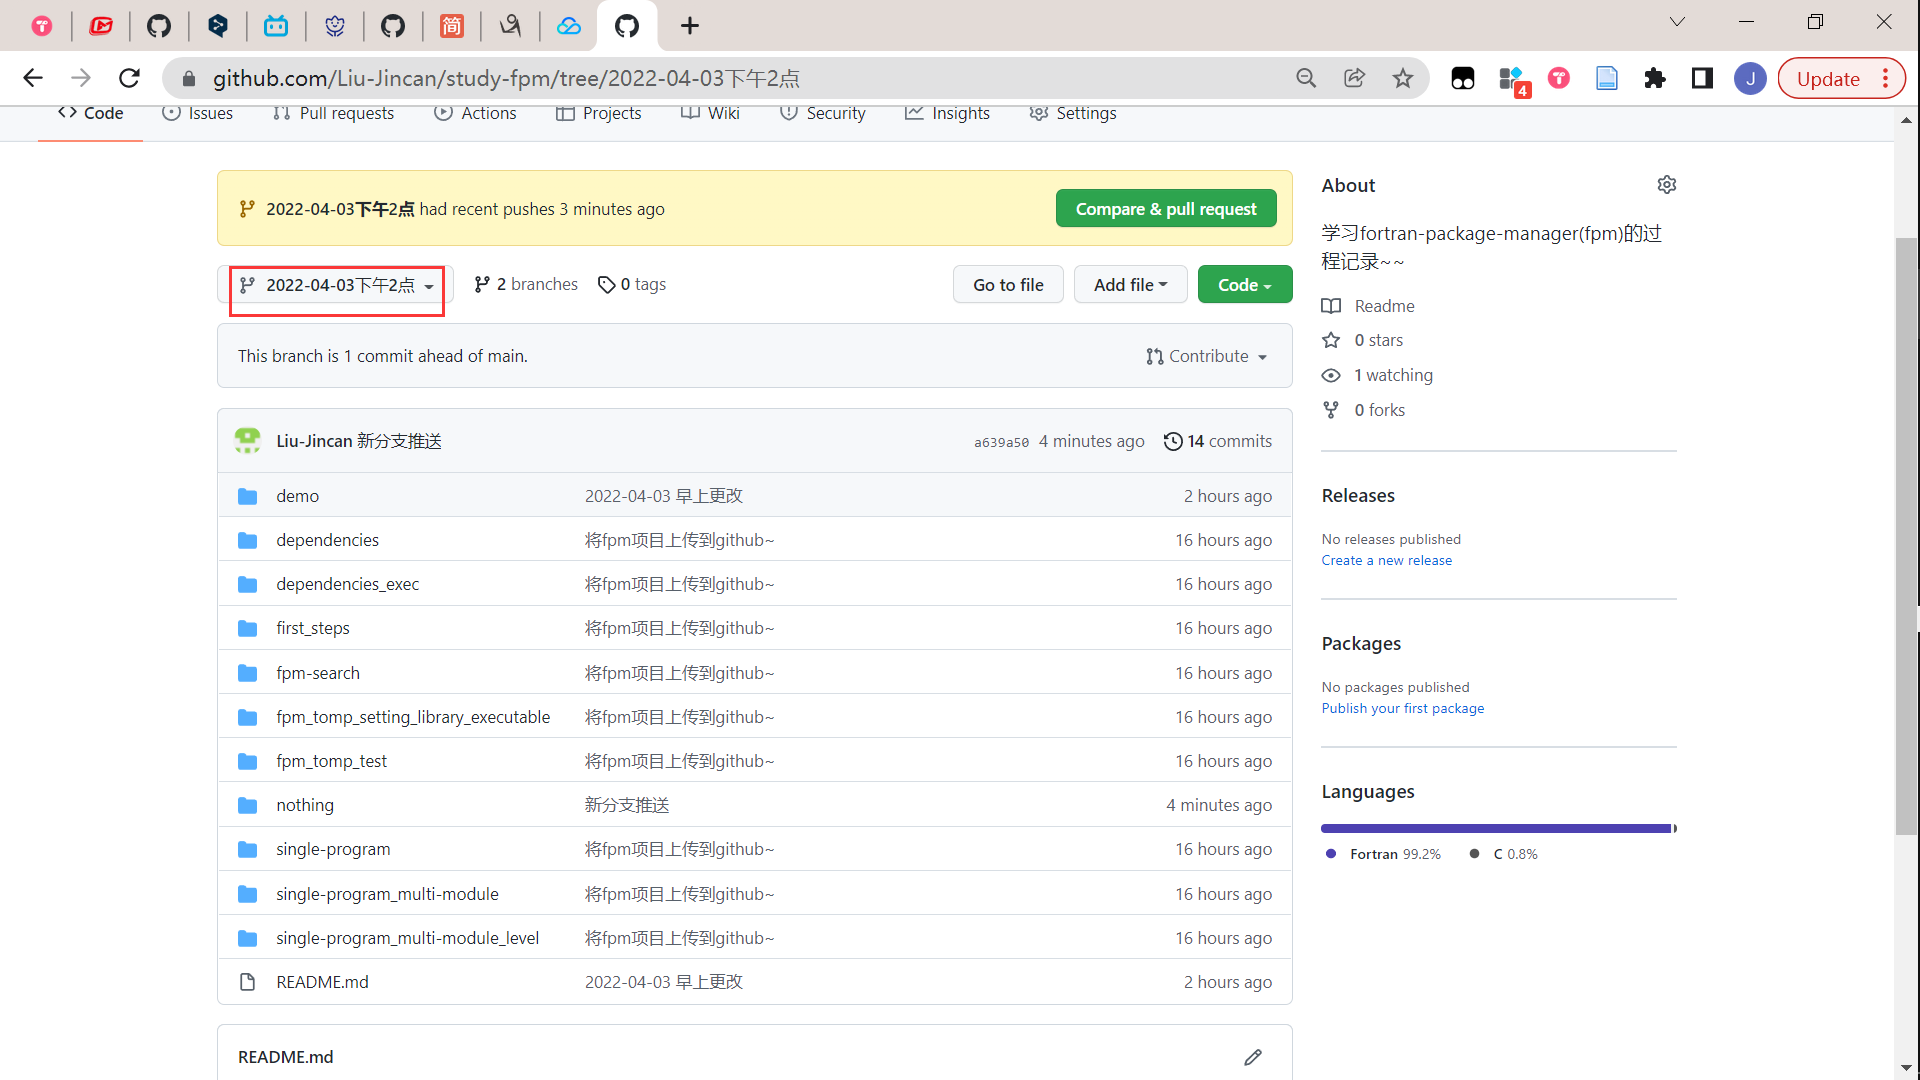 简
github.com/Liu-Jincan/study-fpm/tree/2022-04-03下午2点
4
J
Update
Code
Issues
Pull requests
Actions
Projects
Wiki
Security
Insights
Settings
2022-04-03下午2点 had recent pushes 3 minutes ago
Compare & pull request
2022-04-03下午2点
2 branches
0 tags
Go to file
Add file
Code
This branch is 1 commit ahead of main.
Contribute
Liu-Jincan 新分支推送
a639a50 4 minutes ago
14 commits
demo 2022-04-03 早上更改 2 hours ago
dependencies 将fpm项目上传到github~ 16 hours ago
dependencies_exec 将fpm项目上传到github~ 16 hours ago
first_steps 将fpm项目上传到github~ 16 hours ago
fpm-search 将fpm项目上传到github~ 16 hours ago
fpm_tomp_setting_library_executable 将fpm项目上传到github~ 16 hours ago
fpm_tomp_test 将fpm项目上传到github~ 16 hours ago
nothing 新分支推送 4 minutes ago
single-program 将fpm项目上传到github~ 16 hours ago
single-program_multi-module 将fpm项目上传到github~ 16 hours ago
single-program_multi-module_level 将fpm项目上传到github~ 16 hours ago
README.md 2022-04-03 早上更改 2 hours ago
README.md
About
学习fortran-package-manager(fpm)的过
程记录~~
Readme
0 stars
1 watching
0 forks
Releases
No releases published
Create a new release
Packages
No packages published
Publish your first package
Languages
Fortran 99.2%
C 0.8%